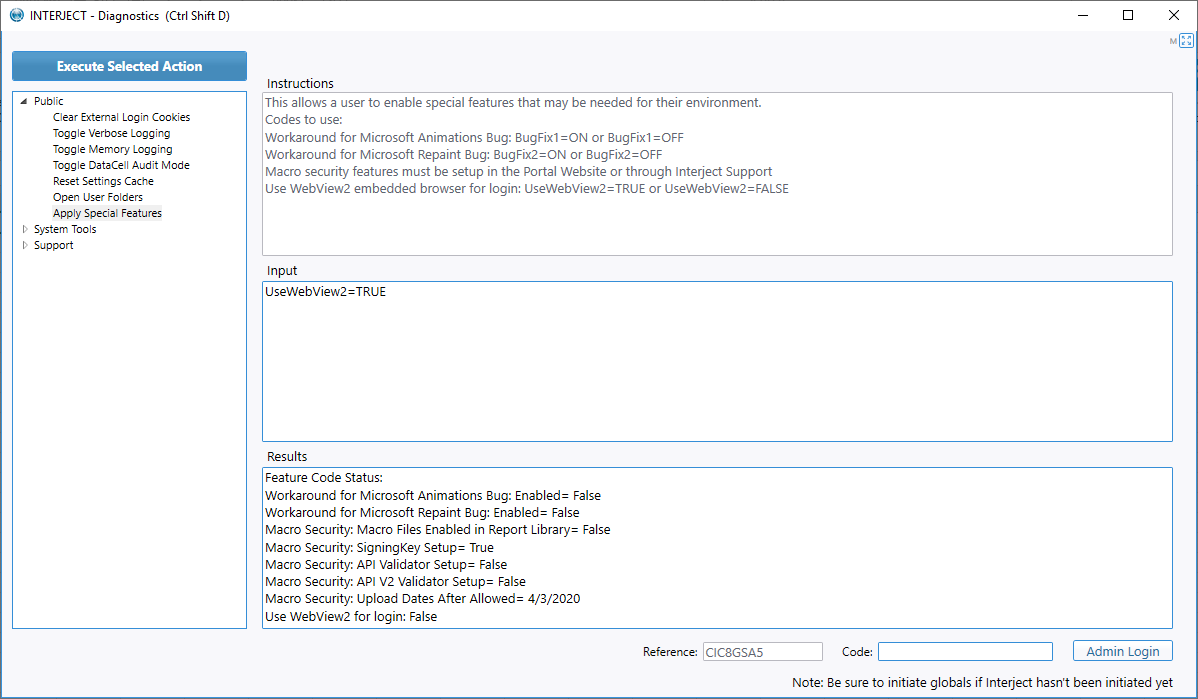 INTERJECT - Diagnostics (Ctrl Shift D)
M
Execute Selected Action
Public
Clear External Login Cookies
Toggle Verbose Logging
Toggle Memory Logging
Toggle DataCell Audit Mode
Reset Settings Cache
Open User Folders
Apply Special Features
System Tools
Support
Instructions
This allows a user to enable special features that may be needed for their environment.
Codes to use:
Workaround for Microsoft Animations Bug: BugFix1=ON or BugFix1=OFF
Workaround for Microsoft Repaint Bug: BugFix2=ON or BugFix2=OFF
Macro security features must be setup in the Portal Website or through Interject Support
Use WebView2 embedded browser for login: UseWebView2=TRUE or UseWebView2=FALSE
Input
UseWebView2=TRUE
Results
Feature Code Status:
Workaround for Microsoft Animations Bug: Enabled= False
Workaround for Microsoft Repaint Bug: Enabled= False
Macro Security: Macro Files Enabled in Report Library= False
Macro Security: SigningKey Setup= True
Macro Security: API Validator Setup= False
Macro Security: API V2 Validator Setup= False
Macro Security: Upload Dates After Allowed= 4/3/2020
Use WebView2 for login: False
Reference: CIC8GSA5 Code: Admin Login
Note: Be sure to initiate globals if Interject hasn't been initiated yet